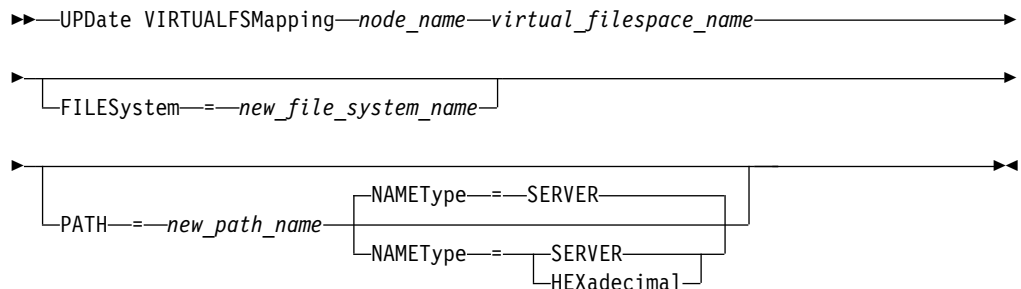 UPDate VIRTUALFSMapping node_name virtual_filespace_name
FILESystem = new_file_system_name
NAMEType = SERVER
PATH = new_path_name
NAMEType = SERVER
HEXadecimal